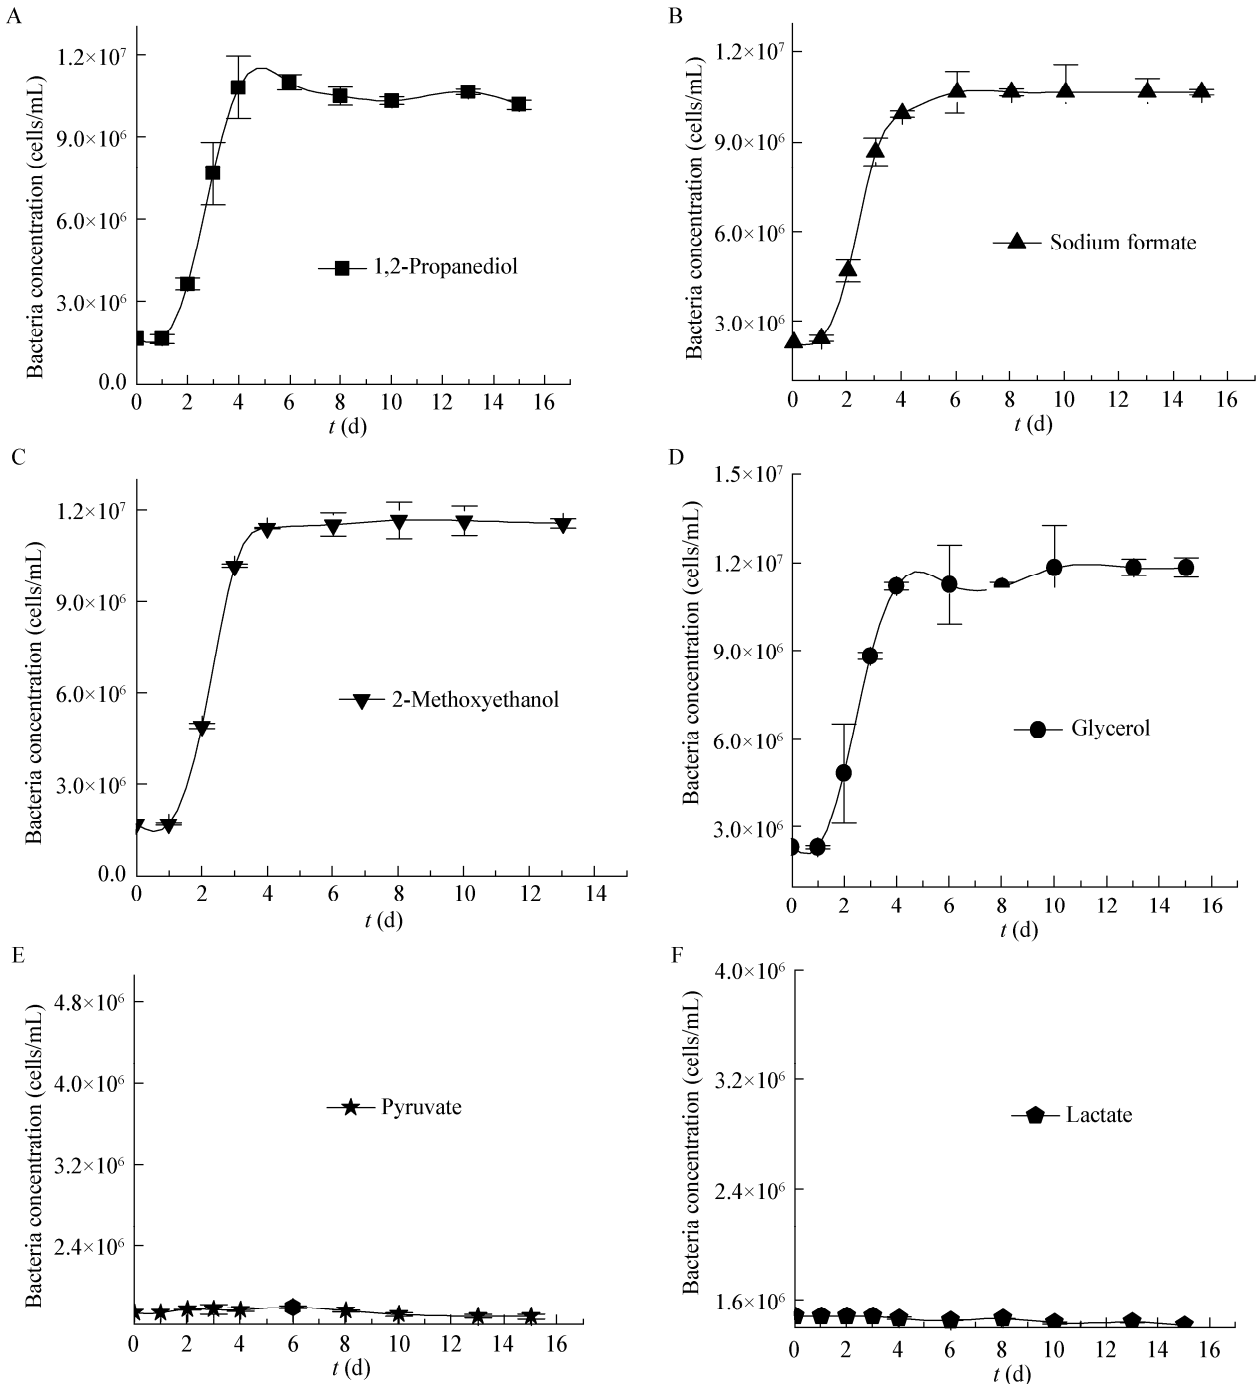 A
Bacteria concentration (cells/mL)
1.2×10⁷
9.0×10⁶
6.0×10⁶
3.0×10⁶
0.0
1,2-Propanediol
0 2 4 6 8 10 12 14 16
t (d)
B
Bacteria concentration (cells/mL)
1.2×10⁷
9.0×10⁶
6.0×10⁶
3.0×10⁶
Sodium formate
0 2 4 6 8 10 12 14 16
t (d)
C
Bacteria concentration (cells/mL)
1.2×10⁷
9.0×10⁶
6.0×10⁶
3.0×10⁶
0.0
2-Methoxyethanol
0 2 4 6 8 10 12 14
t (d)
D
Bacteria concentration (cells/mL)
1.5×10⁷
1.2×10⁷
9.0×10⁶
6.0×10⁶
3.0×10⁶
Glycerol
0 2 4 6 8 10 12 14 16
t (d)
E
Bacteria concentration (cells/mL)
4.8×10⁶
4.0×10⁶
3.2×10⁶
2.4×10⁶
Pyruvate
0 2 4 6 8 10 12 14 16
t (d)
F
Bacteria concentration (cells/mL)
4.0×10⁶
3.2×10⁶
2.4×10⁶
1.6×10⁶
Lactate
0 2 4 6 8 10 12 14 16
t (d)